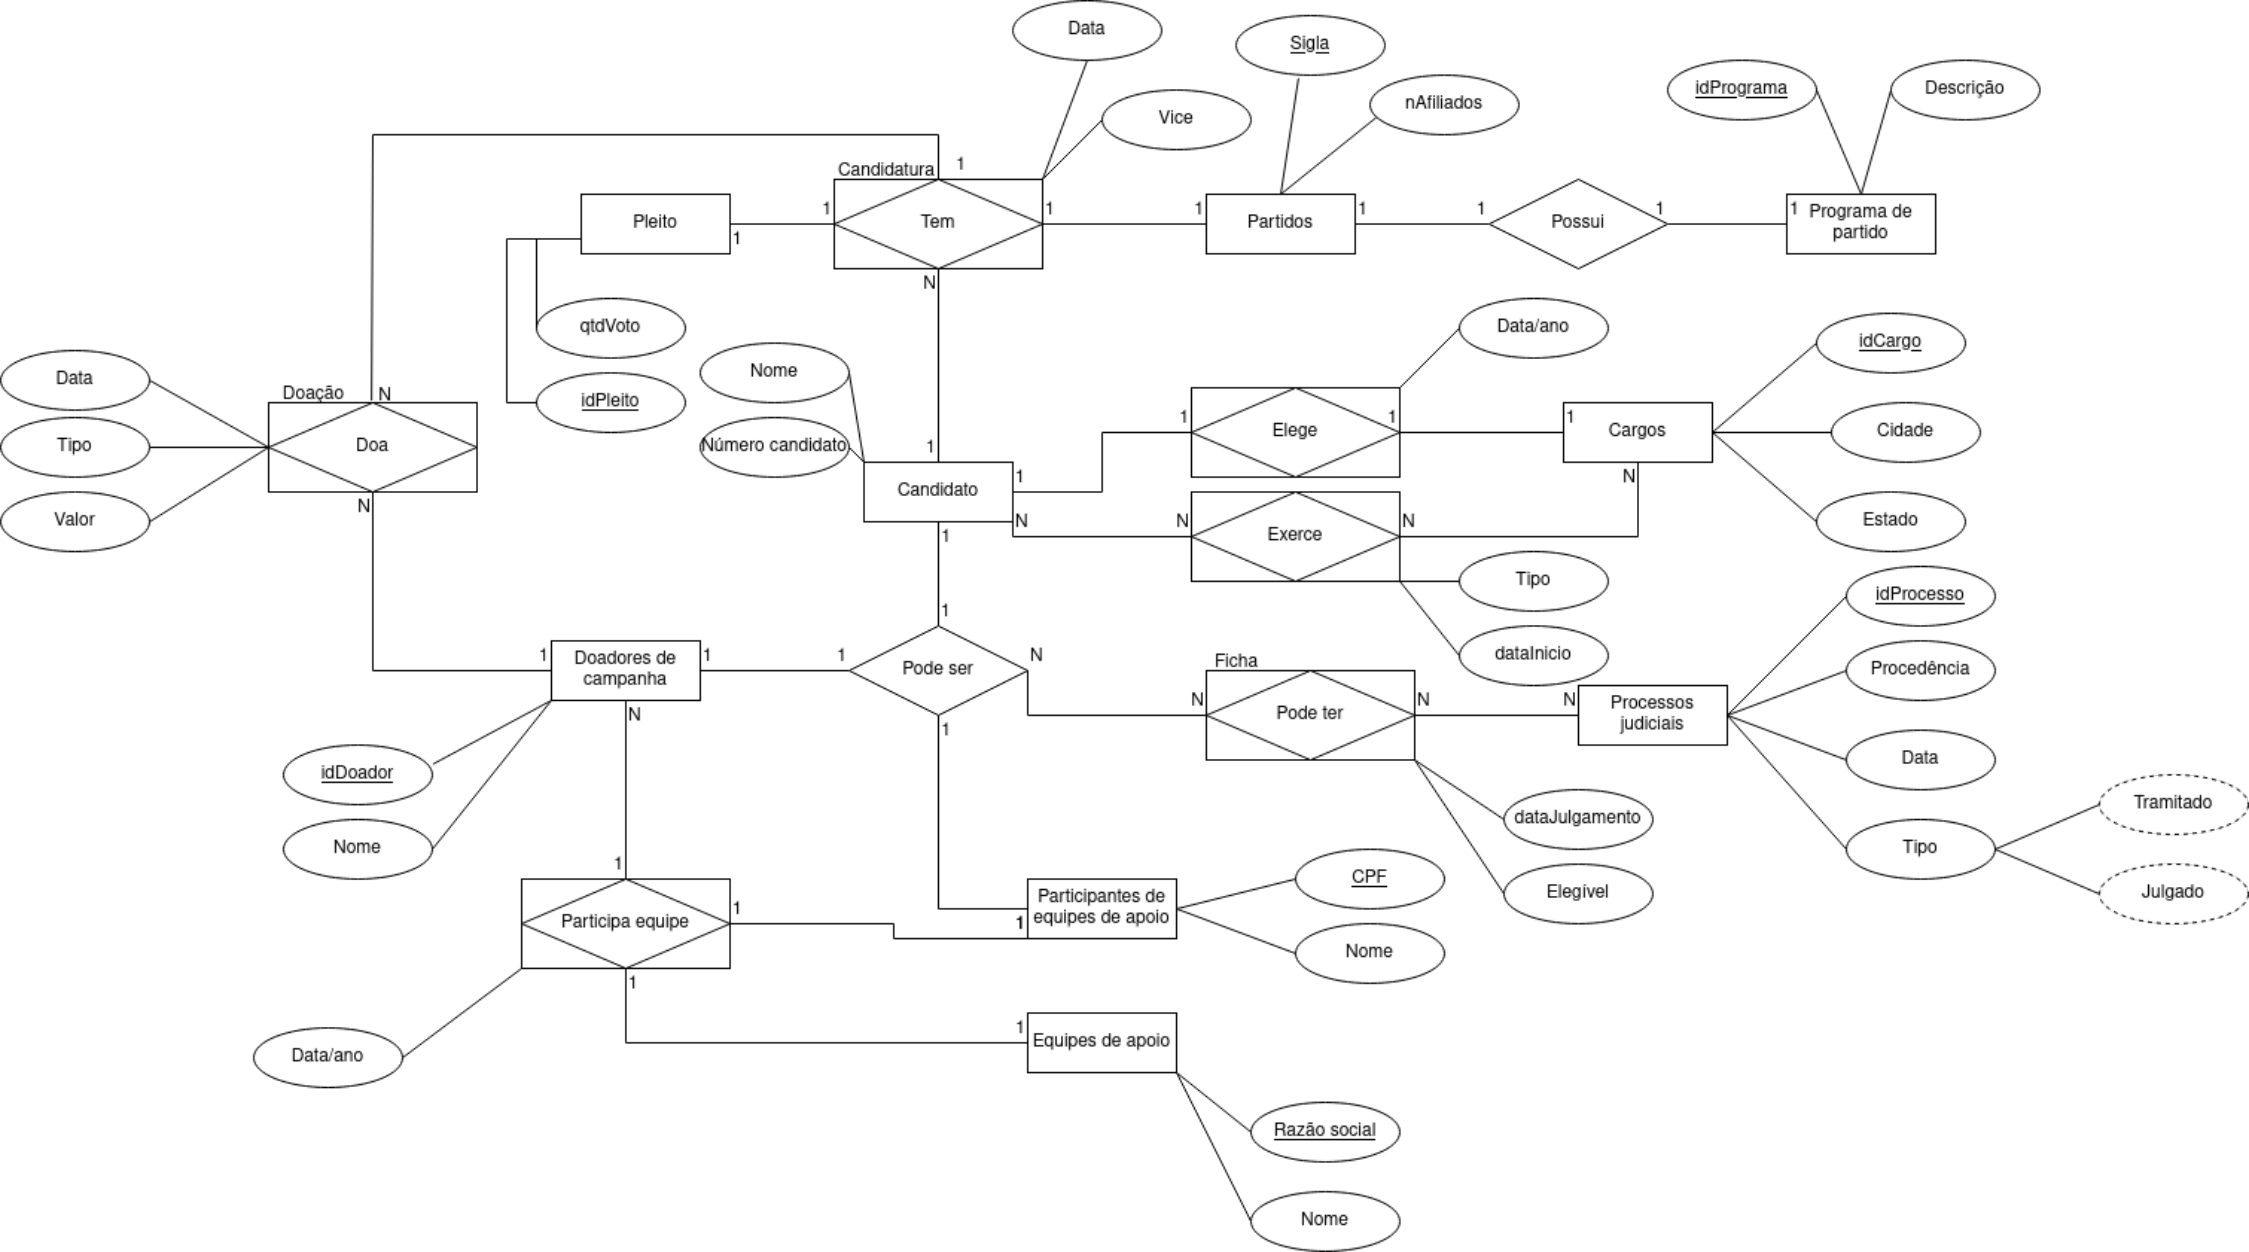 Data
Sigla
nAfiliados
Vice
idPrograma
Descrição
Candidatura
1
Pleito
1
1
Tem
1
1
Partidos
1
1
Possui
1
1
Programa de
partido
N
qtdVoto
idPleito
Nome
Número candidato
1
Candidato
1
N
1
Data/ano
1
Elege
1
1
Cargos
N
idCargo
Cidade
Estado
N
Exerce
N
Tipo
dataInicio
Data
Tipo
Valor
Doação
N
Doa
N
1
Doadores de
campanha
1
N
1
1
Pode ser
N
1
Ficha
N
Pode ter
N
N
Processos
judiciais
idProcesso
Procedência
Data
Tipo
Tramitado
Julgado
dataJulgamento
Elegível
idDoador
Nome
1
Participa equipe
1
1
Participantes de
equipes de apoio
1
CPF
Nome
Data/ano
1
Equipes de apoio
Razão social
Nome